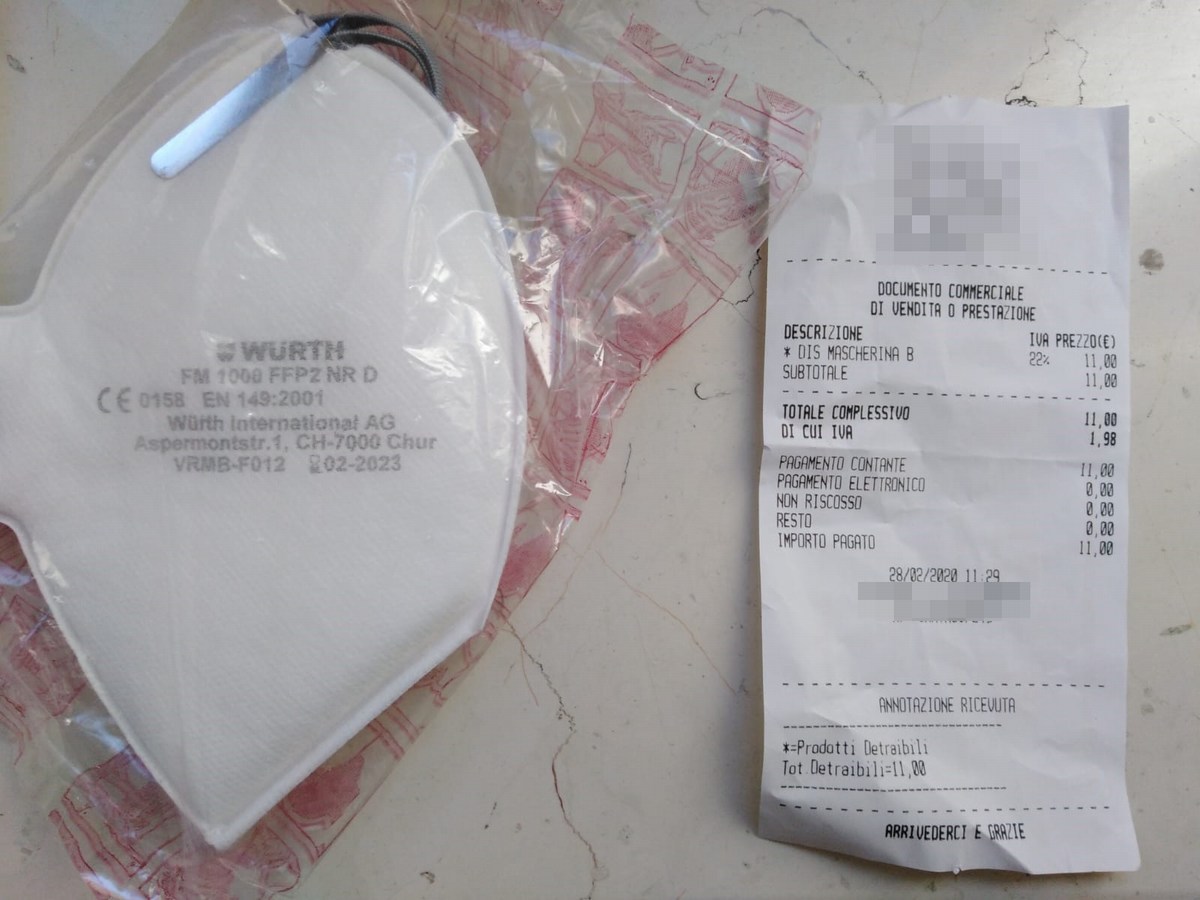 WÜRTH
FM 1000 FFP2 NR D
CE 0158 EN 149:2001
Würth International AG
Aspermontstr.1, CH-7000 Chur
VRMB-F012 02-2023
DOCUMENTO COMMERCIALE
DI VENDITA O PRESTAZIONE
DESCRIZIONE IVA PREZZO(€)
* DIS MASCHERINA B 22% 11,00
SUBTOTALE 11,00
TOTALE COMPLESSIVO 11,00
DI CUI IVA 1,98
PAGAMENTO CONTANTE 11,00
PAGAMENTO ELETTRONICO 0,00
NON RISCOSSO 0,00
RESTO 0,00
IMPORTO PAGATO 11,00
28/02/2020 11:29
ANNOTAZIONE RICEVUTA
*=Prodotti Detraibili
Tot.Detraibili=11,00
ARRIVEDERCI E GRAZIE